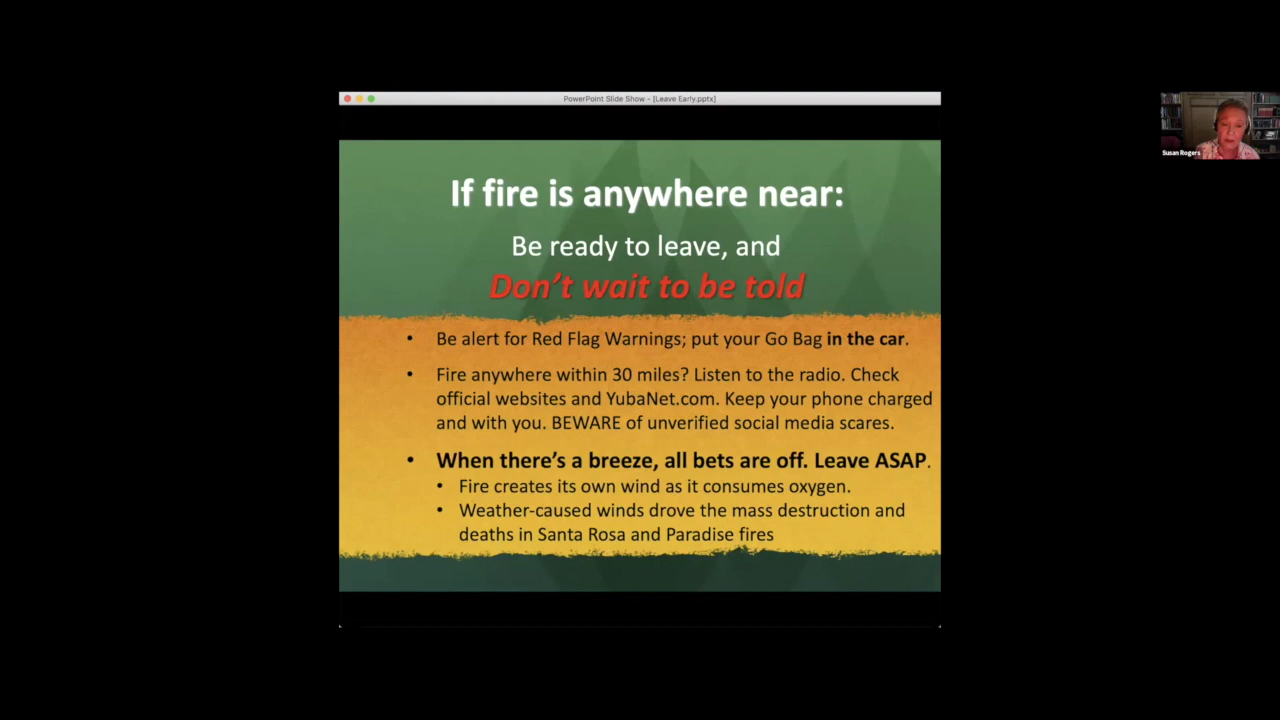 PowerPoint Slide Show - [Leave Early.pptx]
If fire is anywhere near:
Be ready to leave, and
Don't wait to be told
• Be alert for Red Flag Warnings; put your Go Bag in the car.
• Fire anywhere within 30 miles? Listen to the radio. Check
official websites and YubaNet.com. Keep your phone charged
and with you. BEWARE of unverified social media scares.
• When there's a breeze, all bets are off. Leave ASAP.
• Fire creates its own wind as it consumes oxygen.
• Weather-caused winds drove the mass destruction and
deaths in Santa Rosa and Paradise fires
Susan Rogers